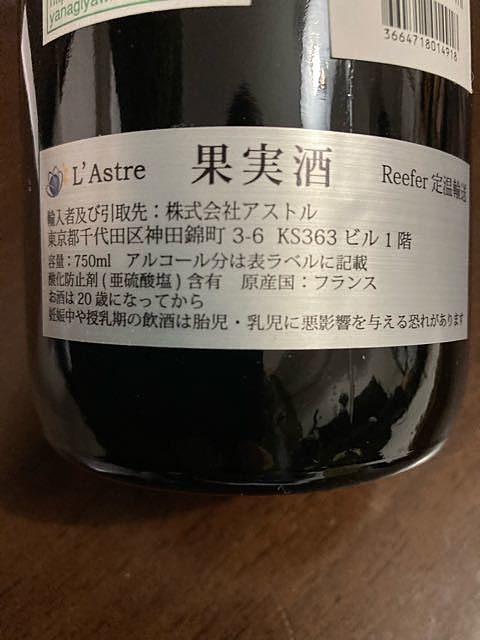 yanagiyaw
3664718014918
L'Astre 果実酒 Reefer 定温輸送
輸入者及び引取先：株式会社アストル
東京都千代田区神田錦町 3-6 KS363 ビル 1 階
容量：750ml アルコール分は表ラベルに記載
酸化防止剤 ( 亜硫酸塩 ) 含有 原産国：フランス
お酒は 20 歳になってから
妊娠中や授乳期の飲酒は胎児・乳児に悪影響を与える恐れがあります